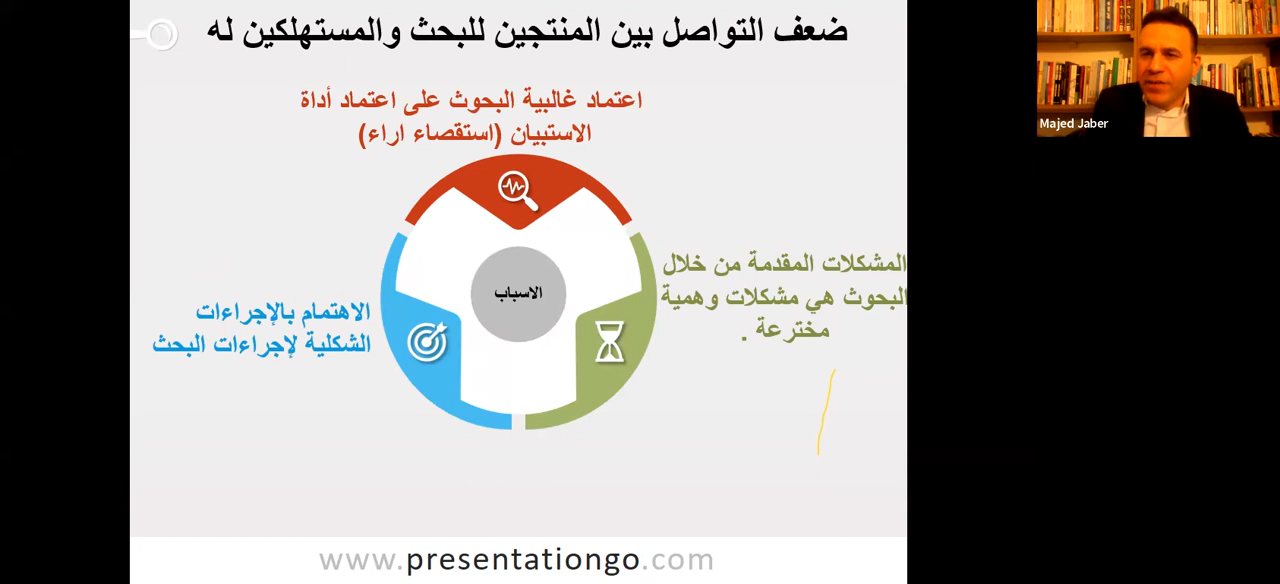 ضعف التواصل بين المنتجين للبحث والمستهلكين له
اعتماد غالبية البحوث على اعتماد أداة
الاستبيان (استقصاء اراء)
المشكلات المقدمة من خلال
البحوث هي مشكلات وهمية
مخترعة .
الاسباب
الاهتمام بالإجراءات
الشكلية لإجراءات البحث
www.presentationgo.com
Majed Jaber